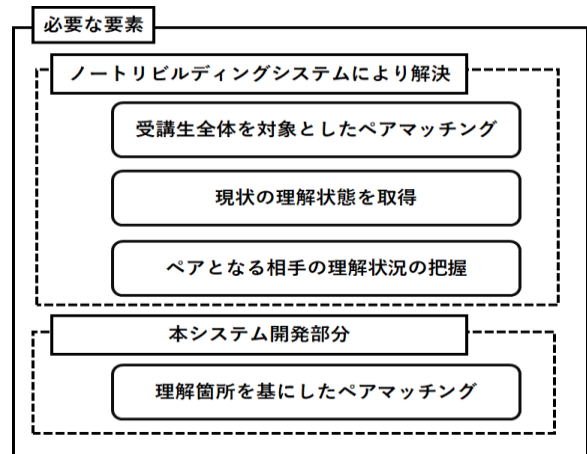 必要な要素
ノートリビルディングシステムにより解決
受講生全体を対象としたペアマッチング
現状の理解状態を取得
ペアとなる相手の理解状況の把握
本システム開発部分
理解箇所を基にしたペアマッチング